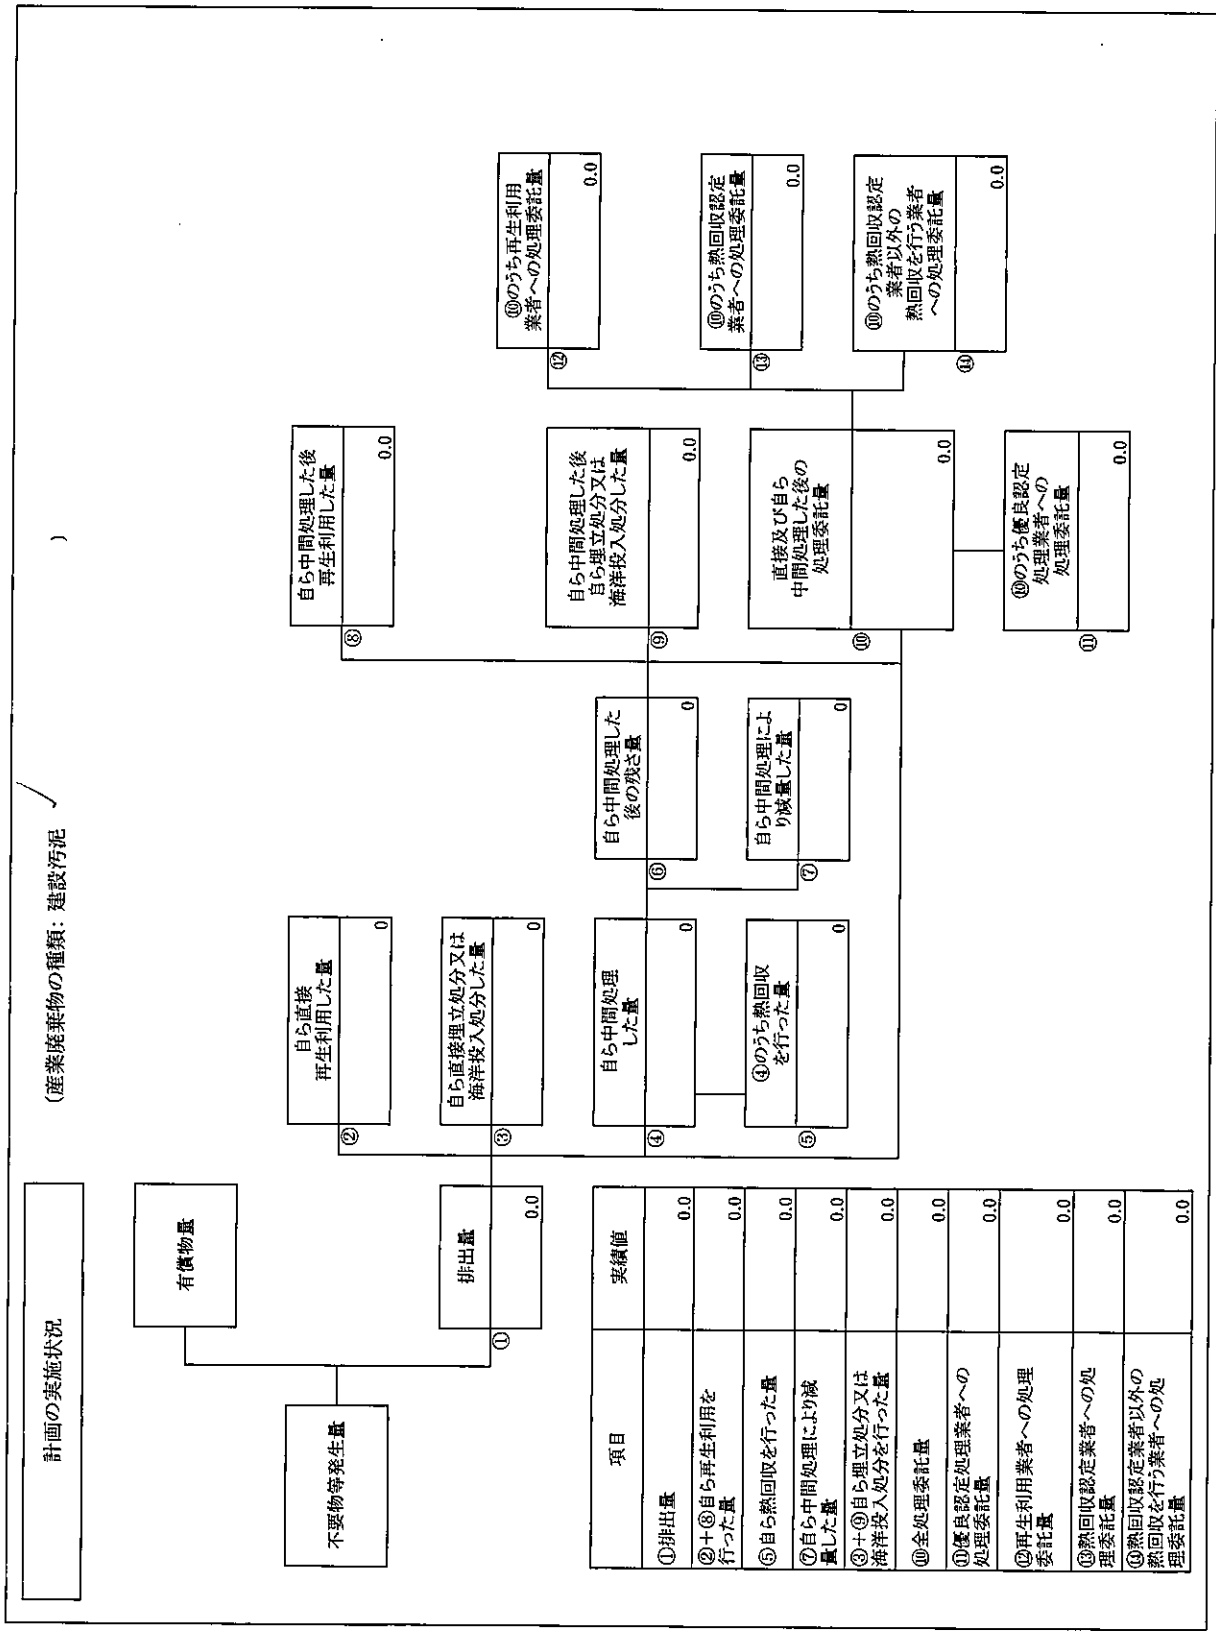 計画の実施状況
(産業廃棄物の種類: 建設汚泥
)
不要物等発生量
有償物量
排出量
①
0.0
②
自ら直接
再生利用した量
0
③
自ら直接埋立処分又は
海洋投入処分した量
0
④
自ら中間処理
した量
0
⑤
④のうち熱回収
を行った量
0
⑥
自ら中間処理した
後の残さ量
0
⑦
自ら中間処理によ
り減量した量
0
⑧
自ら中間処理した後
再生利用した量
0.0
⑨
自ら中間処理した後
自ら埋立処分又は
海洋投入処分した量
0.0
⑩
直接及び自ら
中間処理した後の
処理委託量
0.0
⑪
⑩のうち優良認定
処理業者への
処理委託量
0.0
⑫
⑩のうち再生利用
業者への処理委託量
0.0
⑬
⑩のうち熱回収認定
業者への処理委託量
0.0
⑭
⑩のうち熱回収認定
業者以外の
熱回収を行う業者
への処理委託量
0.0
項目 実績値
①排出量 0.0
②+⑧自ら再生利用を
行った量 0.0
⑤自ら熱回収を行った量 0.0
⑦自ら中間処理により減
量した量 0.0
③+⑨自ら埋立処分又は
海洋投入処分を行った量 0.0
⑩全処理委託量 0.0
⑪優良認定処理業者への
処理委託量 0.0
⑫再生利用業者への処理
委託量 0.0
⑬熱回収認定業者への処
理委託量 0.0
⑭熱回収認定業者以外の
熱回収を行う業者への処
理委託量 0.0